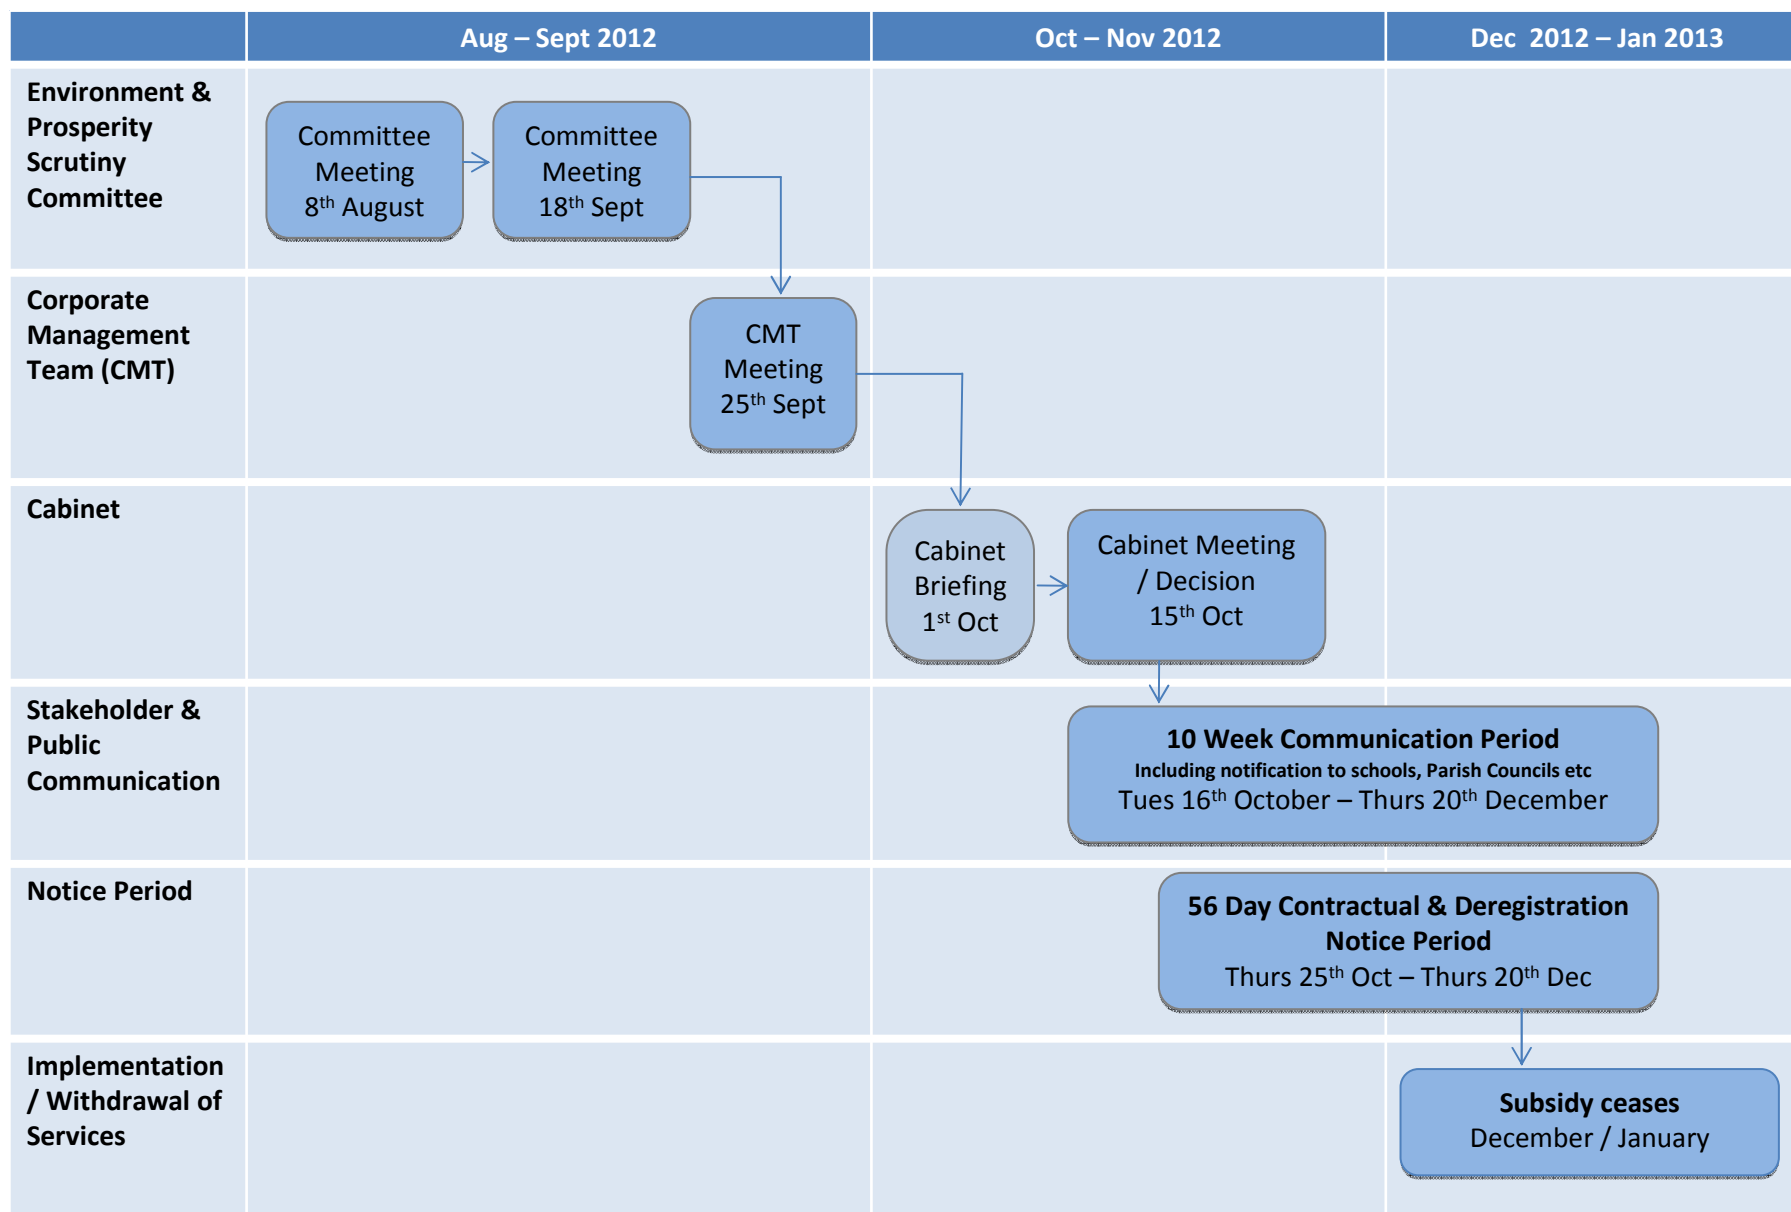 Aug – Sept 2012
Oct – Nov 2012
Dec 2012 – Jan 2013
Environment &
Prosperity
Scrutiny
Committee
Committee
Meeting
8th August
Committee
Meeting
18th Sept
Corporate
Management
Team (CMT)
CMT
Meeting
25th Sept
Cabinet
Cabinet
Briefing
1st Oct
Cabinet Meeting
/ Decision
15th Oct
Stakeholder &
Public
Communication
10 Week Communication Period
Including notification to schools, Parish Councils etc
Tues 16th October – Thurs 20th December
Notice Period
56 Day Contractual & Deregistration
Notice Period
Thurs 25th Oct – Thurs 20th Dec
Implementation
/ Withdrawal of
Services
Subsidy ceases
December / January